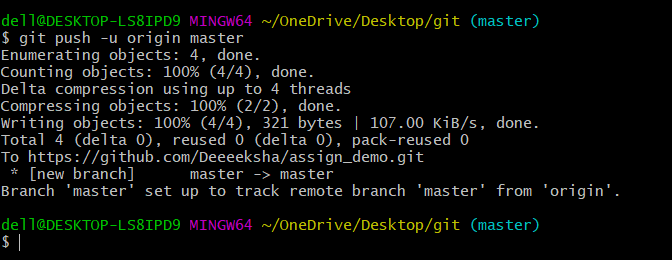 dell@DESKTOP-LS8IPD9 MINGW64 ~/OneDrive/Desktop/git (master)
$ git push -u origin master
Enumerating objects: 4, done.
Counting objects: 100% (4/4), done.
Delta compression using up to 4 threads
Compressing objects: 100% (2/2), done.
Writing objects: 100% (4/4), 321 bytes | 107.00 KiB/s, done.
Total 4 (delta 0), reused 0 (delta 0), pack-reused 0
To https://github.com/Deeeeksha/assign_demo.git
 * [new branch]      master -> master
Branch 'master' set up to track remote branch 'master' from 'origin'.
dell@DESKTOP-LS8IPD9 MINGW64 ~/OneDrive/Desktop/git (master)
$